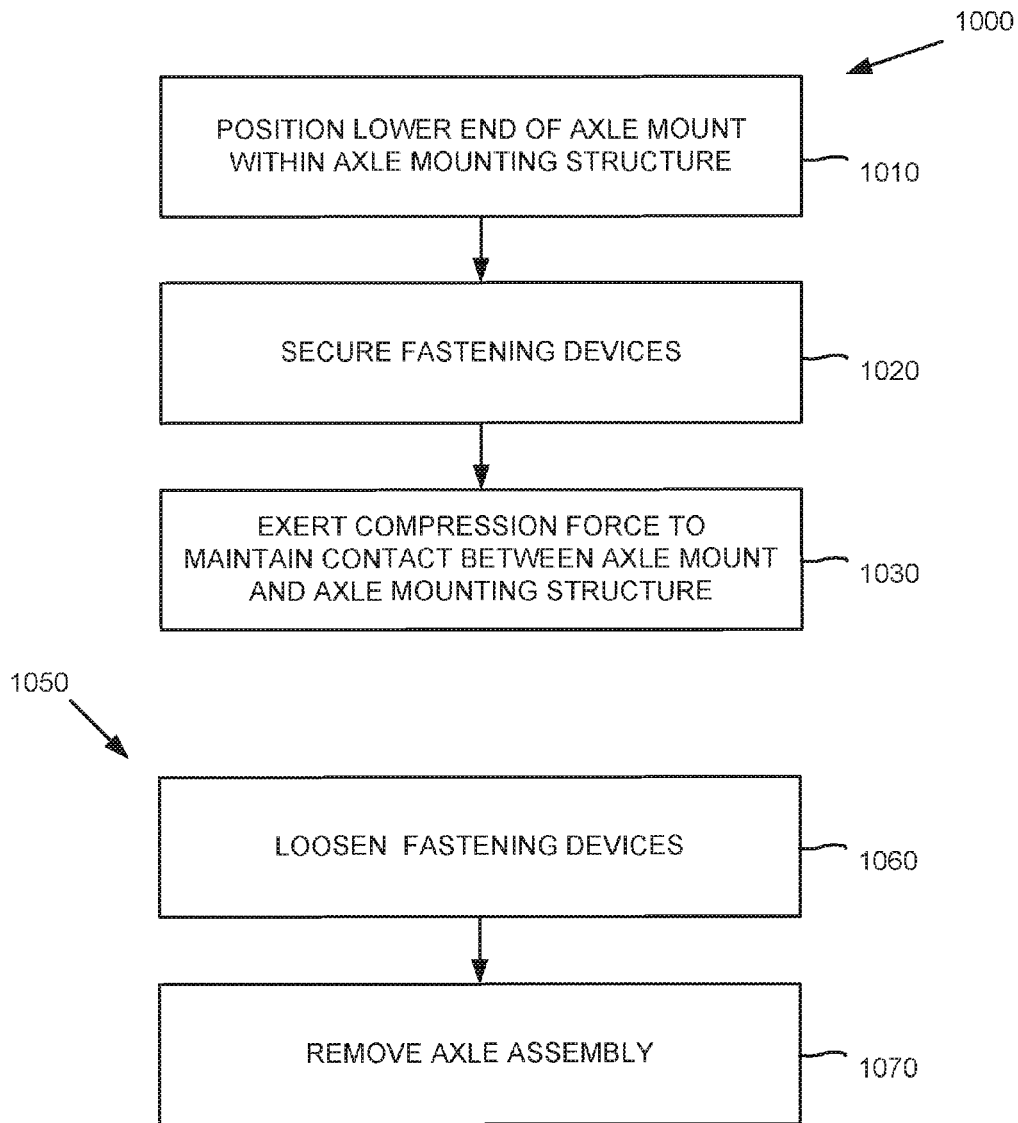 1000
POSITION LOWER END OF AXLE MOUNT
WITHIN AXLE MOUNTING STRUCTURE
1010
SECURE FASTENING DEVICES
1020
EXERT COMPRESSION FORCE TO
MAINTAIN CONTACT BETWEEN AXLE MOUNT
AND AXLE MOUNTING STRUCTURE
1030
1050
LOOSEN FASTENING DEVICES
1060
REMOVE AXLE ASSEMBLY
1070